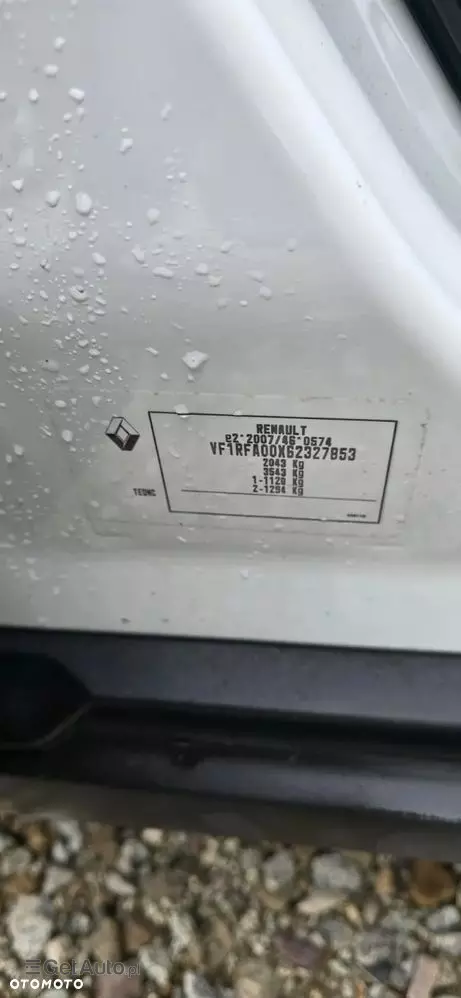 RENAULT
e2*2007/46*0574
VF1RFA00X62327853
2043 Kg
3543 Kg
1-1120 Kg
2-1294 Kg
GetAuto.pl
OTOMOTO